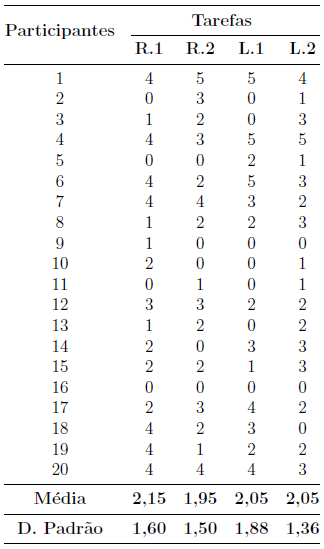 Participantes Tarefas
R.1 R.2 L.1 L.2
1 4 5 5 4
2 0 3 0 1
3 1 2 0 3
4 4 3 5 5
5 0 0 2 1
6 4 2 5 3
7 4 4 3 2
8 1 2 2 3
9 1 0 0 0
10 2 0 0 1
11 0 1 0 1
12 3 3 2 2
13 1 2 0 2
14 2 0 3 3
15 2 2 1 3
16 0 0 0 0
17 2 3 4 2
18 4 2 3 0
19 4 1 2 2
20 4 4 4 3
Média 2,15 1,95 2,05 2,05
D. Padrão 1,60 1,50 1,88 1,36